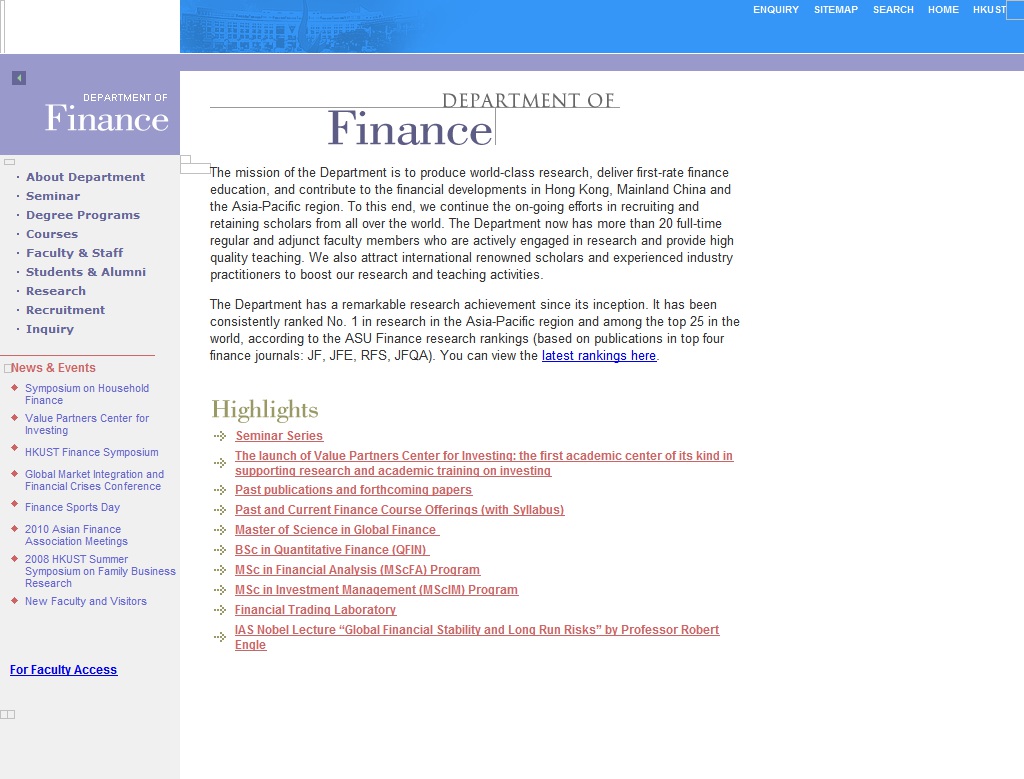 ENQUIRY SITEMAP SEARCH HOME HKUST
DEPARTMENT OF
Finance
· About Department
· Seminar
· Degree Programs
· Courses
· Faculty & Staff
· Students & Alumni
· Research
· Recruitment
· Inquiry
News & Events
Symposium on Household
Finance
Value Partners Center for
Investing
HKUST Finance Symposium
Global Market Integration and
Financial Crises Conference
Finance Sports Day
2010 Asian Finance
Association Meetings
2008 HKUST Summer
Symposium on Family Business
Research
New Faculty and Visitors
For Faculty Access
DEPARTMENT OF
Finance
The mission of the Department is to produce world-class research, deliver first-rate finance
education, and contribute to the financial developments in Hong Kong, Mainland China and
the Asia-Pacific region. To this end, we continue the on-going efforts in recruiting and
retaining scholars from all over the world. The Department now has more than 20 full-time
regular and adjunct faculty members who are actively engaged in research and provide high
quality teaching. We also attract international renowned scholars and experienced industry
practitioners to boost our research and teaching activities.
The Department has a remarkable research achievement since its inception. It has been
consistently ranked No. 1 in research in the Asia-Pacific region and among the top 25 in the
world, according to the ASU Finance research rankings (based on publications in top four
finance journals: JF, JFE, RFS, JFQA). You can view the latest rankings here.
Highlights
Seminar Series
The launch of Value Partners Center for Investing: the first academic center of its kind in
supporting research and academic training on investing
Past publications and forthcoming papers
Past and Current Finance Course Offerings (with Syllabus)
Master of Science in Global Finance
BSc in Quantitative Finance (QFIN)
MSc in Financial Analysis (MScFA) Program
MSc in Investment Management (MScIM) Program
Financial Trading Laboratory
IAS Nobel Lecture “Global Financial Stability and Long Run Risks” by Professor Robert
Engle